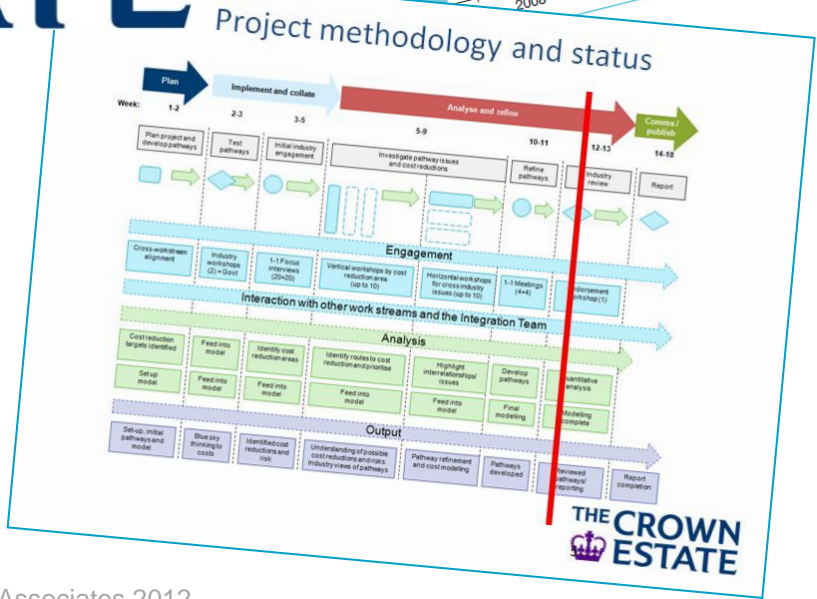 ATE
2008
Project methodology and status
Plan
Implement and collate
Analyse and refine
Comms /
publish
Week:
1-2
2-3
3-5
5-9
10-11
12-13
14-18
Plan project and
develop pathways
Test
pathways
Initial industry
engagement
Investigate pathway issues
and cost reductions
Refine
pathways
Industry
review
Report
Engagement
Cross-workstream
alignment
Industry
workshops
(2) + Govt
1-1 Focus
interviews
(20+20)
Vertical workshops by cost
reduction area
(up to 10)
Horizontal workshops
for cross industry
issues (up to 10)
1-1 Meetings
(4+4)
ndorsement
orkshop (1)
Interaction with other work streams and the Integration Team
Analysis
Cost reduction
targets identified
Feed into
model
Identify cost
reduction areas
Identify routes to cost
reduction and prioritise
Highlight
interrelationships/
issues
Develop
pathways
uantitative
analysis
Set up
model
Feed into
model
Feed into
model
Feed into
model
Feed into
model
Final
modelling
Modelling
complete
Output
Set-up, initial
pathways and
model
Blue sky
thinking to
costs
Identified cost
reductions and
risk
Understanding of possible
cost reductions and risks.
Industry views of pathways
Pathway refinement
and cost modelling
Pathways
developed
Reviewed
pathways/
reporting
Report
completion
THE CROWN
ESTATE
Associates 2012